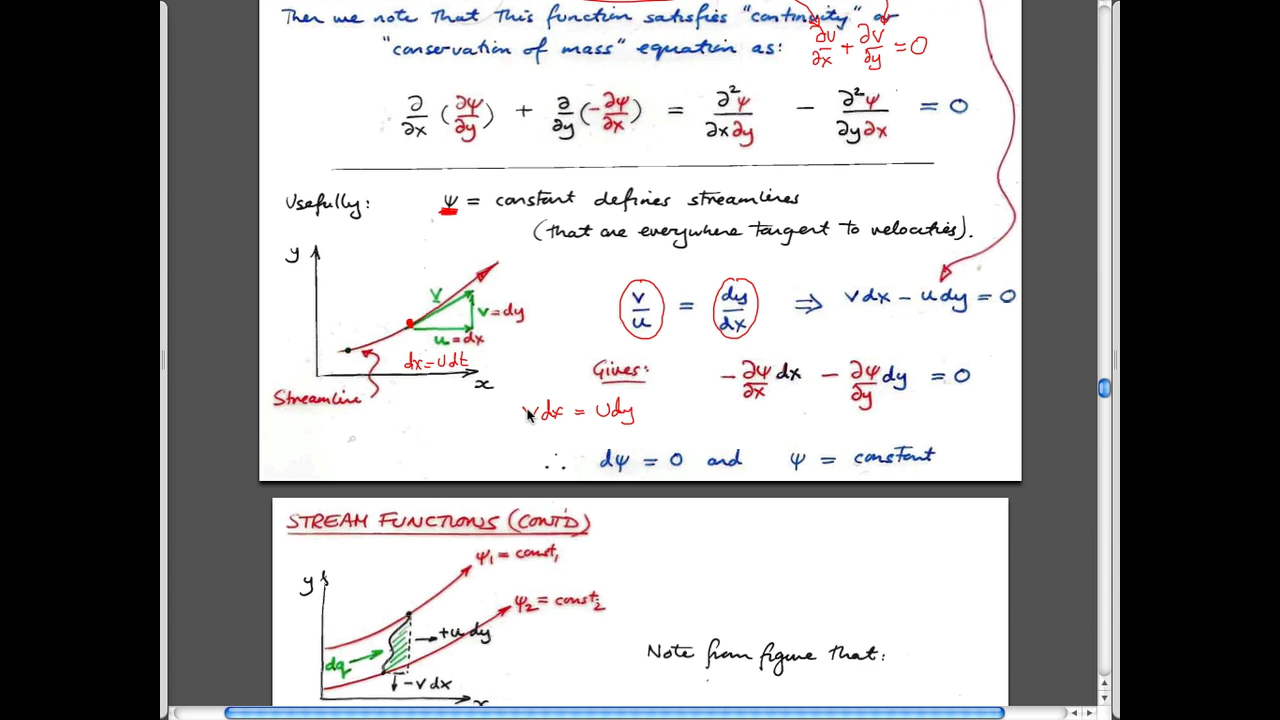 Then we note that this function satisfies "continuity" or
"conservation of mass" equation as: ∂u/∂x + ∂v/∂y = 0
∂/∂x (∂ψ/∂y) + ∂/∂y (-∂ψ/∂x) = ∂²ψ/∂x∂y - ∂²ψ/∂y∂x = 0
Usefully: ψ = constant defines streamlines
(that are everywhere tangent to velocities).
y
V
v = dy
u = dx
dx = udt
x
Streamline
v/u = dy/dx ⇒ vdx - udy = 0
Gives: -∂ψ/∂x dx - ∂ψ/∂y dy = 0
vdx = udy
∴ dψ = 0 and ψ = constant
STREAM FUNCTIONS (CONT'D)
ψ₁ = const₁
y
ψ₂ = const₂
+u dy
dq
-v dx
x
Note from figure that: